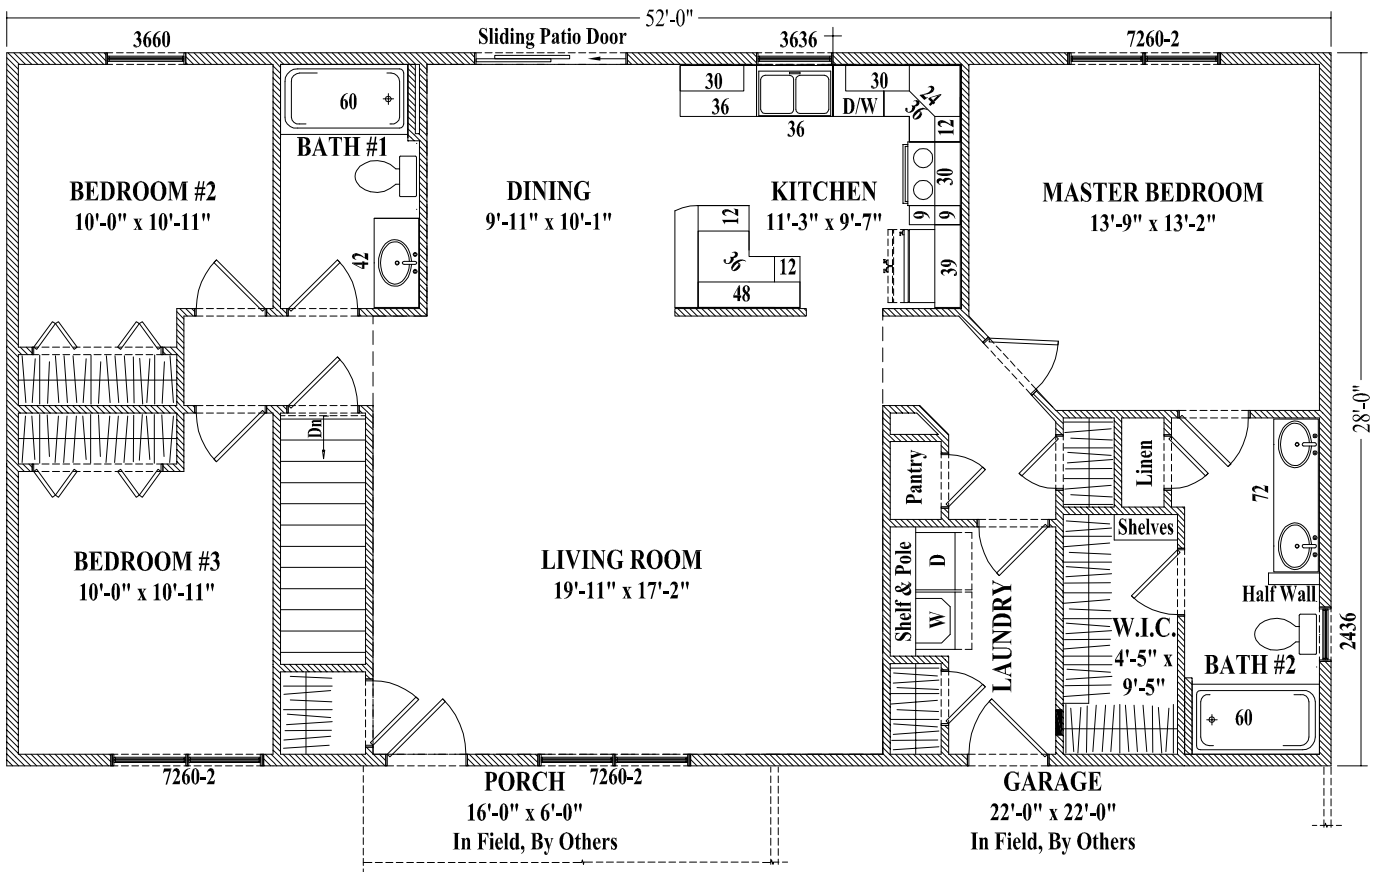 52'-0"
3660
Sliding Patio Door
3636
7260-2
60
30
36
36
D/W
30
36
24
12
BATH #1
BEDROOM #2
10'-0" x 10'-11"
DINING
9'-11" x 10'-1"
KITCHEN
11'-3" x 9'-7"
30
MASTER BEDROOM
13'-9" x 13'-2"
12
9
9
42
36
12
48
39
28'-0"
Dn
Pantry
Linen
72
Shelves
BEDROOM #3
10'-0" x 10'-11"
LIVING ROOM
19'-11" x 17'-2"
Shelf & Pole
D
W
LAUNDRY
Half Wall
W.I.C.
4'-5" x
9'-5"
2436
BATH #2
60
7260-2
PORCH
16'-0" x 6'-0"
In Field, By Others
7260-2
GARAGE
22'-0" x 22'-0"
In Field, By Others